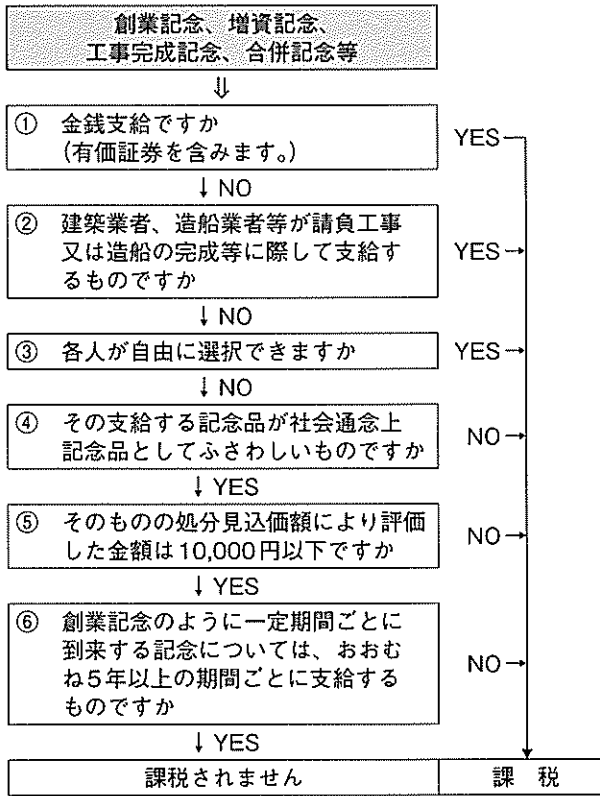 創業記念、増資記念、
工事完成記念、合併記念等
⇓
① 金銭支給ですか
(有価証券を含みます。)
YES
↓ NO
② 建築業者、造船業者等が請負工事
又は造船の完成等に際して支給す
るものですか
YES→
↓ NO
③ 各人が自由に選択できますか
YES→
↓ NO
④ その支給する記念品が社会通念上
記念品としてふさわしいものですか
NO→
↓ YES
⑤ そのものの処分見込価額により評価
した金額は10,000円以下ですか
NO→
↓ YES
⑥ 創業記念のように一定期間ごとに
到来する記念については、おおむ
ね5年以上の期間ごとに支給する
ものですか
NO→
↓ YES
課税されません
課 税